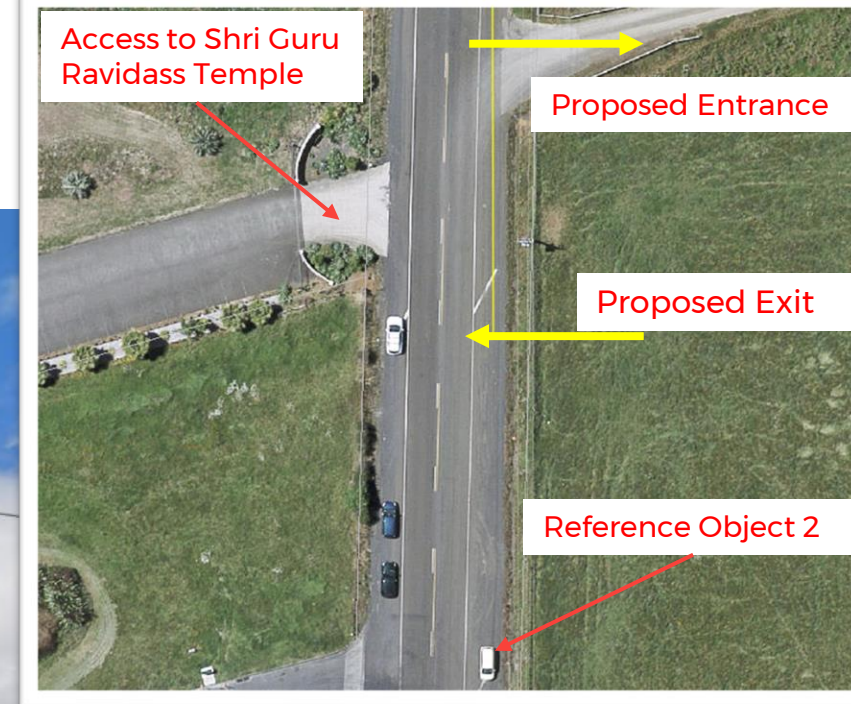 Access to Shri Guru
Ravidass Temple
Proposed Entrance
Proposed Exit
Reference Object 2